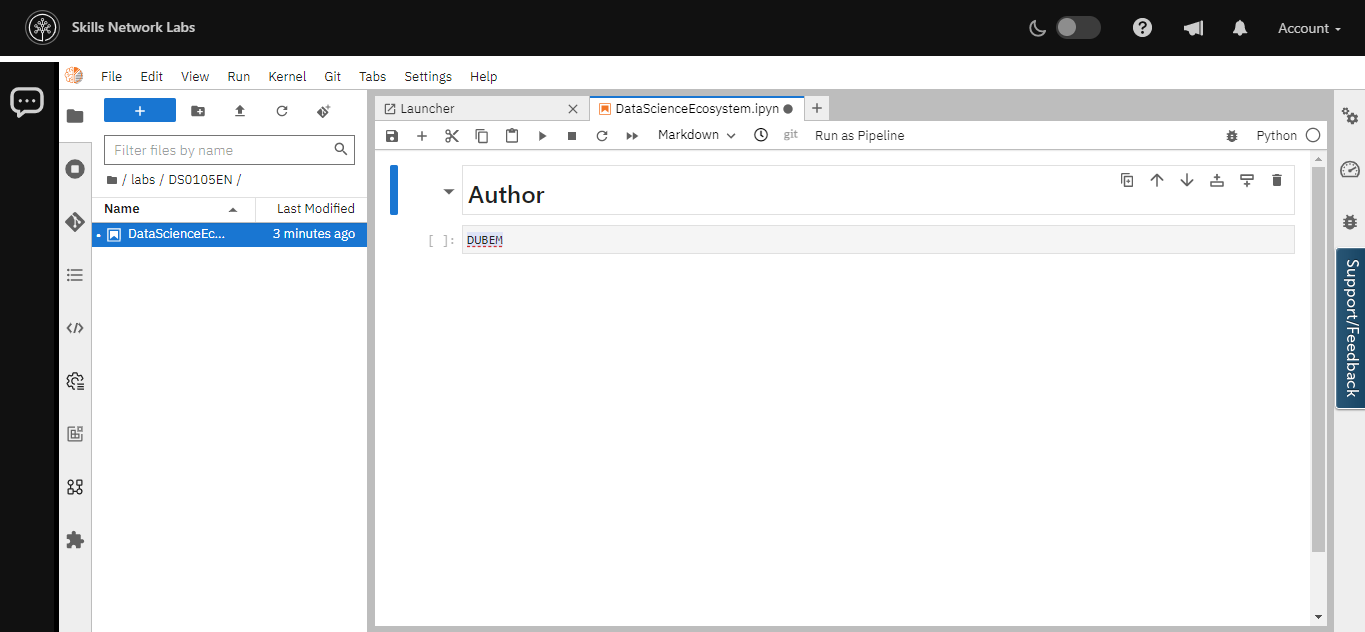 Skills Network Labs
Account
File Edit View Run Kernel Git Tabs Settings Help
+
Launcher
DataScienceEcosystem.ipyn
Filter files by name
Markdown
git
Run as Pipeline
Python
/ labs / DS0105EN /
Name
Last Modified
DataScienceEc...
3 minutes ago
Author
[ ]:
DUBEM
Support/Feedback